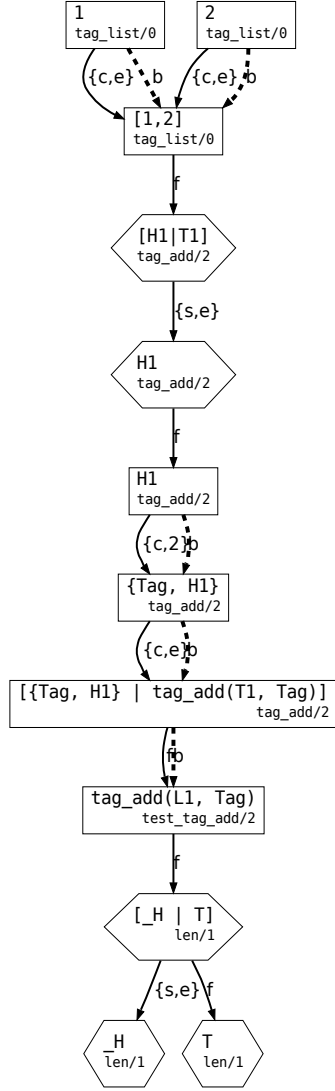 1
tag_list/0
2
tag_list/0
{c,e}
b
{c,e}
b
[1,2]
tag_list/0
f
[H1|T1]
tag_add/2
{s,e}
H1
tag_add/2
f
H1
tag_add/2
{c,2}
b
{Tag, H1}
tag_add/2
{c,e}
b
[{Tag, H1} | tag_add(T1, Tag)]
tag_add/2
f
b
tag_add(L1, Tag)
test_tag_add/2
f
[_H | T]
len/1
{s,e}
f
_H
len/1
T
len/1